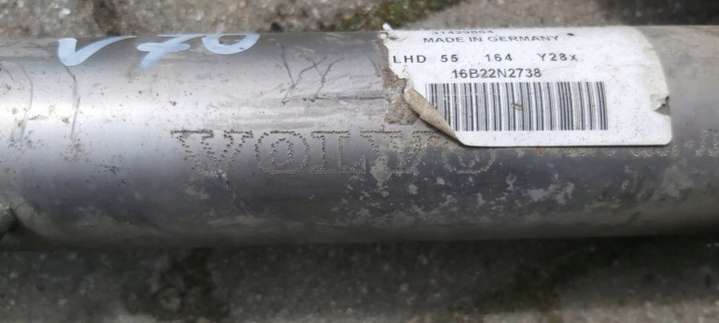 V70
MADE IN GERMANY
LHD 55 164 Y28x
16B22N2738
VOLVO